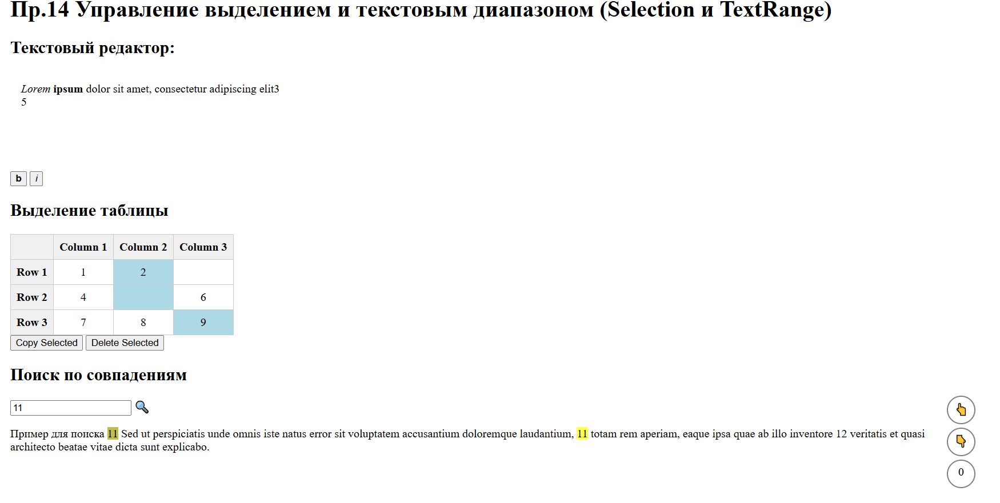 Пр.14 Управление выделением и текстовым диапазоном (Selection и TextRange)
Текстовый редактор:
Lorem ipsum dolor sit amet, consectetur adipiscing elit3
5
b i
Выделение таблицы
Column 1 Column 2 Column 3
Row 1 1 2
Row 2 4 6
Row 3 7 8 9
Copy Selected Delete Selected
Поиск по совпадениям
11
Пример для поиска 11 Sed ut perspiciatis unde omnis iste natus error sit voluptatem accusantium doloremque laudantium, 11 totam rem aperiam, eaque ipsa quae ab illo inventore 12 veritatis et quasi
architecto beatae vitae dicta sunt explicabo.
0